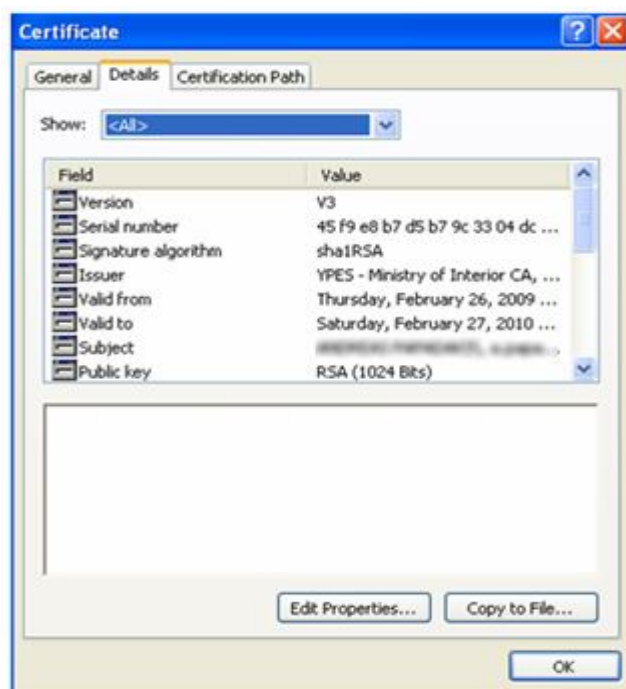 Certificate
General Details Certification Path
Show: <All>
Field Value
Version V3
Serial number 45 f9 e8 b7 d5 b7 9c 33 04 dc ...
Signature algorithm sha1RSA
Issuer YPES - Ministry of Interior CA, ...
Valid from Thursday, February 26, 2009 ...
Valid to Saturday, February 27, 2010 ...
Subject
Public key RSA (1024 Bits)
Edit Properties... Copy to File...
OK